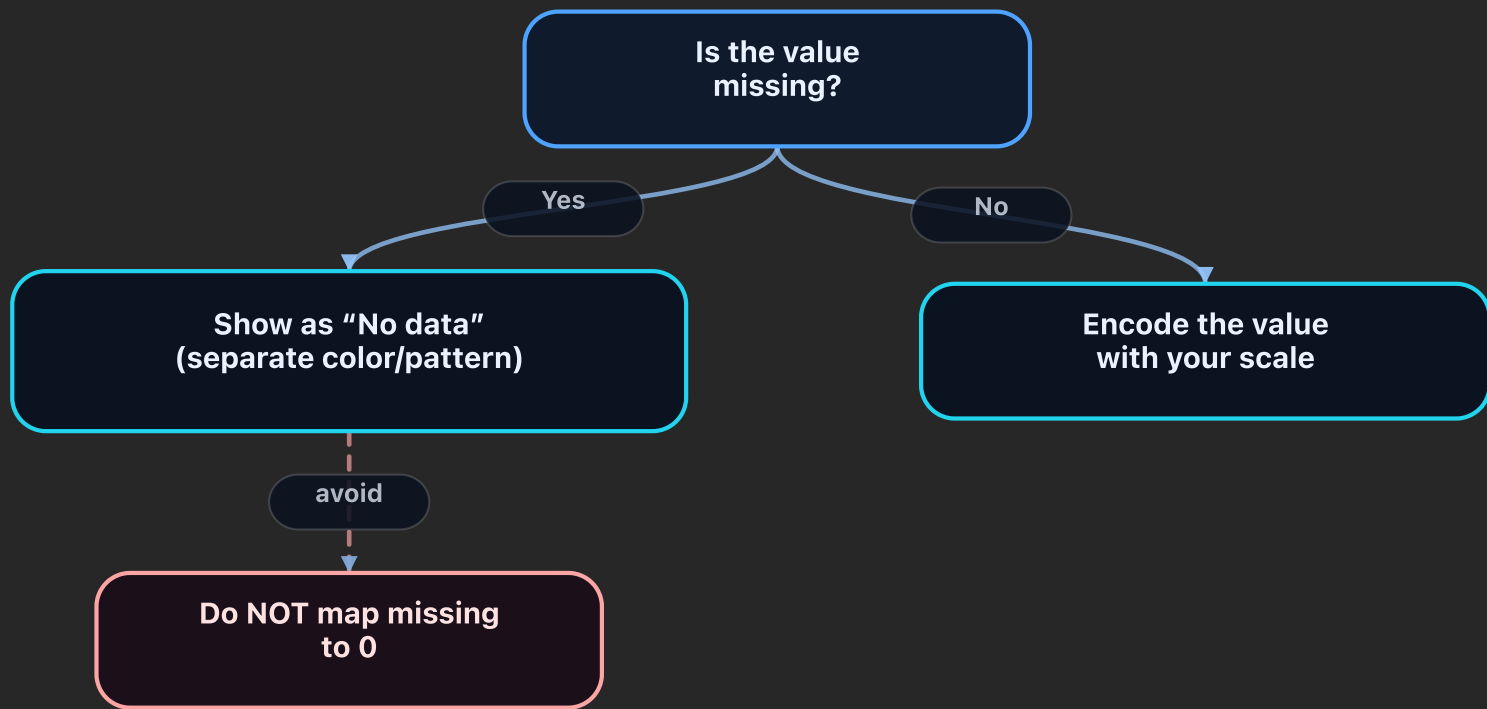 Is the value
missing?
Yes
No
Show as “No data”
(separate color/pattern)
Encode the value
with your scale
avoid
Do NOT map missing
to 0